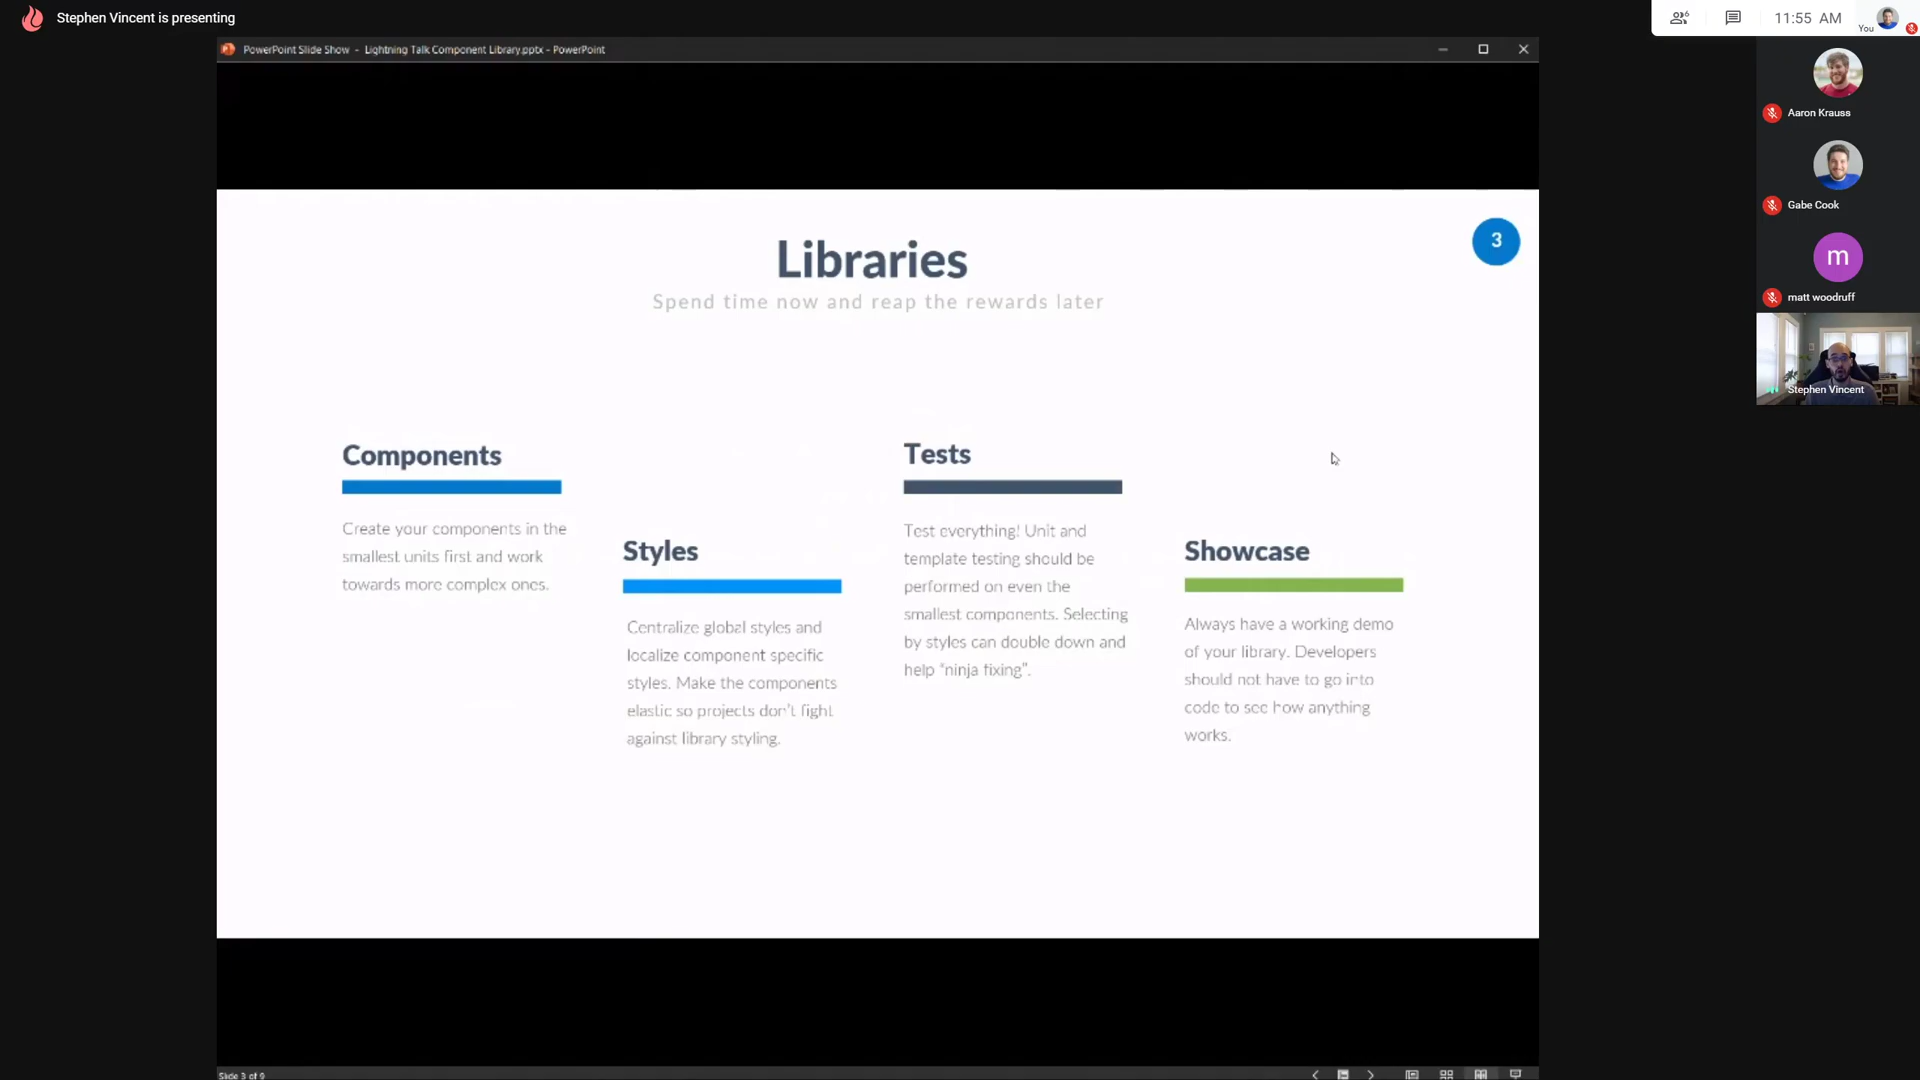 Stephen Vincent is presenting
6
11:55 AM
You
PowerPoint Slide Show - Lightning Talk Component Library.pptx - PowerPoint
Aaron Krauss
Gabe Cook
m
matt woodruff
Stephen Vincent
3
Libraries
Spend time now and reap the rewards later
Components
Create your components in the
smallest units first and work
towards more complex ones.
Styles
Centralize global styles and
localize component specific
styles. Make the components
elastic so projects don't fight
against library styling.
Tests
Test everything! Unit and
template testing should be
performed on even the
smallest components. Selecting
by styles can double down and
help “ninja fixing”.
Showcase
Always have a working demo
of your library. Developers
should not have to go into
code to see how anything
works.
Slide 3 of 9